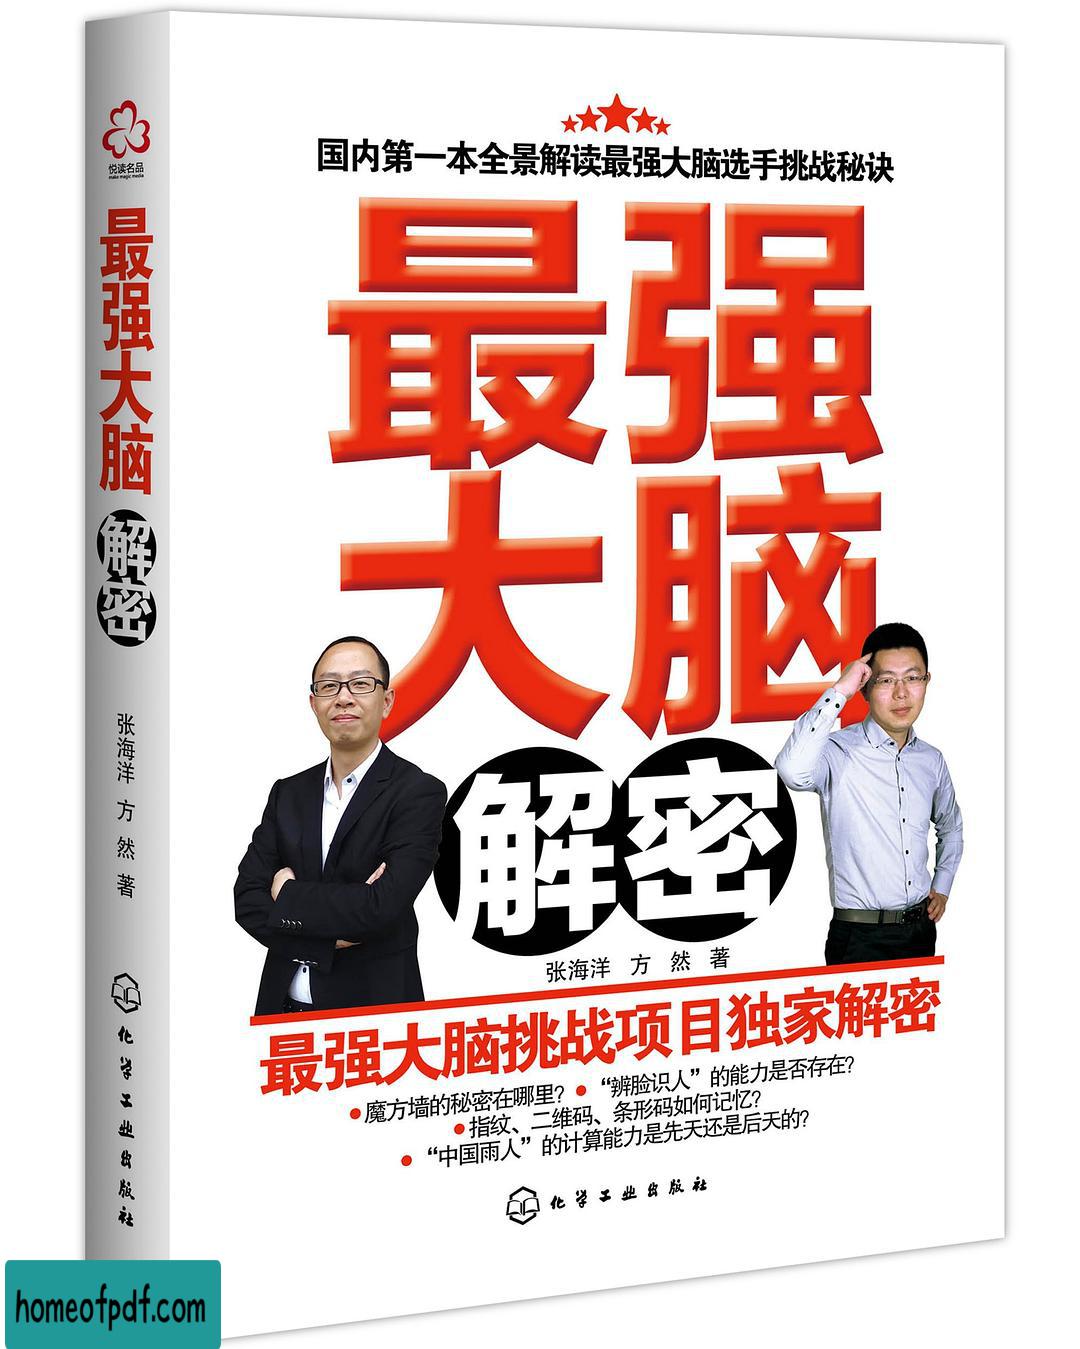 悦读名品
make magic media
最强大脑
解密
张海洋 方 然 著
化学工业出版社
国内第一本全景解读最强大脑选手挑战秘诀
最强
大脑
解密
张海洋 方 然 著
最强大脑挑战项目独家解密
●魔方墙的秘密在哪里? ●“辨脸识人”的能力是否存在?
●指纹、二维码、条形码如何记忆?
●“中国雨人”的计算能力是先天还是后天的?
化学工业出版社
homeofpdf.com